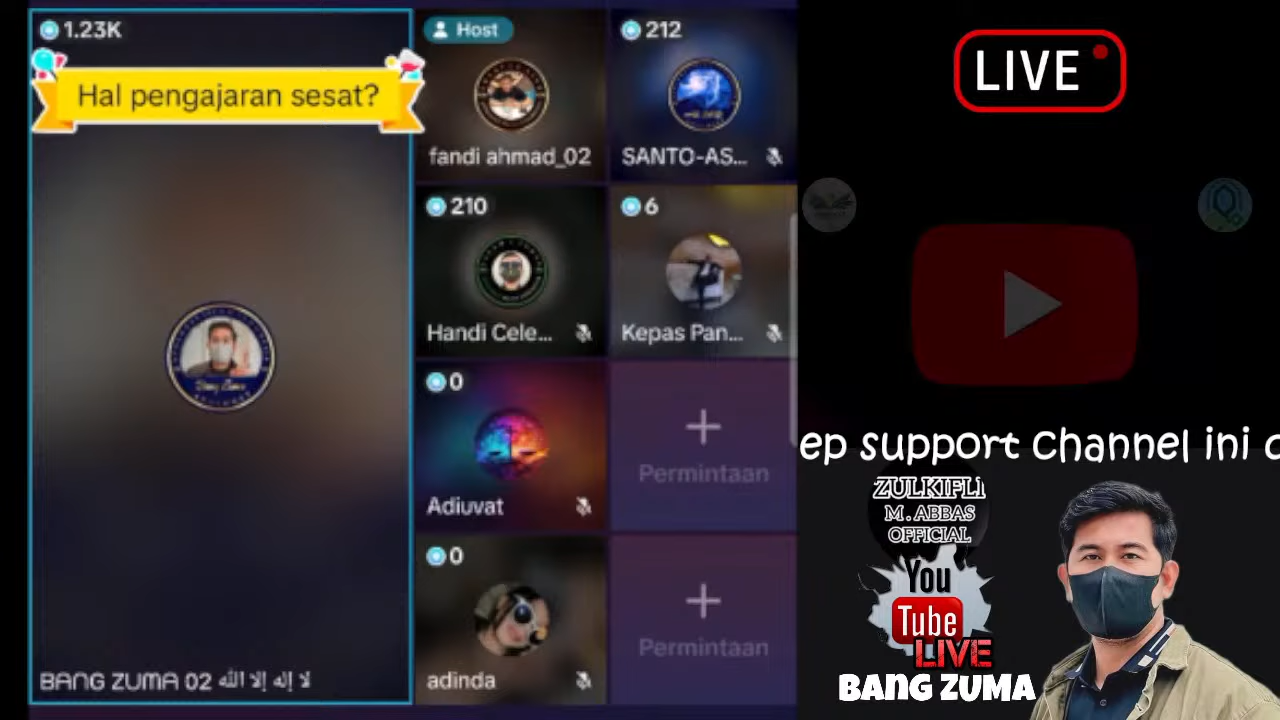 1.23K
Hal pengajaran sesat?
BANG ZUMA 02 لا إله إلا الله
Host
fandi ahmad_02
212
SANTO-AS...
210
Handi Cele...
6
Kepas Pan...
0
Adiuvat
Permintaan
0
adinda
Permintaan
LIVE
ep support channel ini
ZULKIFLI
M. ABBAS
OFFICIAL
You
Tube
LIVE
BANG ZUMA